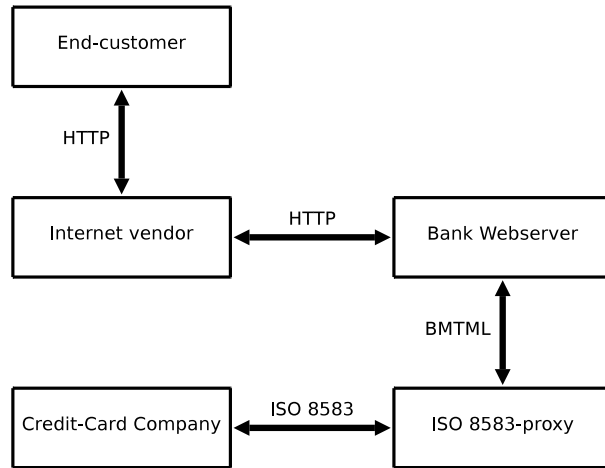 End-customer
HTTP
Internet vendor
HTTP
Bank Webserver
BMTML
Credit-Card Company
ISO 8583
ISO 8583-proxy